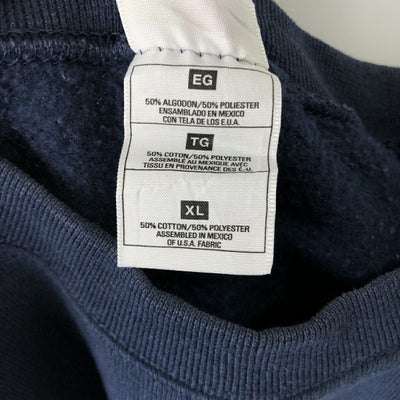 EG
50% ALGODON/50% POLIESTER
ENSAMBLADO EN MEXICO
CON TELA DE LOS E.U.A.
TG
50% COTON/50% POLYESTER
ASSEMBLÉ AU MEXIQUE AVEC
TISSU EN PROVENANCE DES É.-U.
XL
50% COTTON/50% POLYESTER
ASSEMBLED IN MEXICO
OF U.S.A. FABRIC